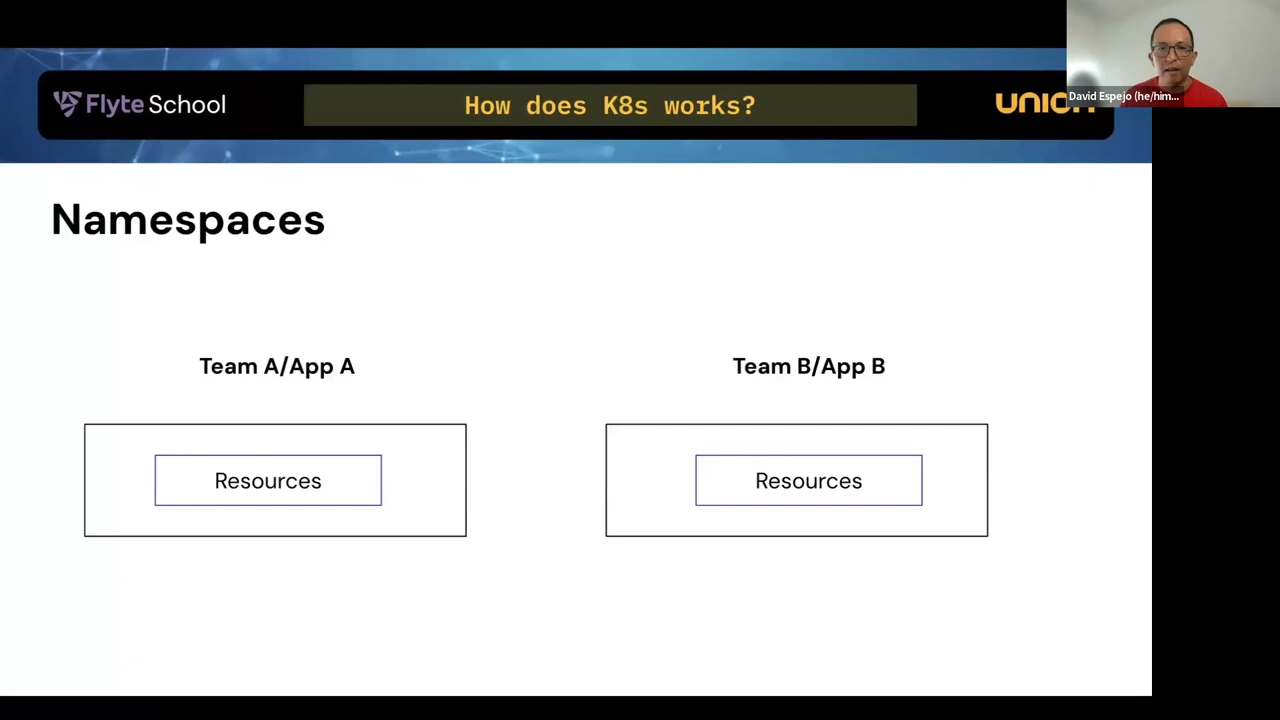 Flyte School
How does K8s works?
UNION
David Espejo (he/him...
Namespaces
Team A/App A
Team B/App B
Resources
Resources